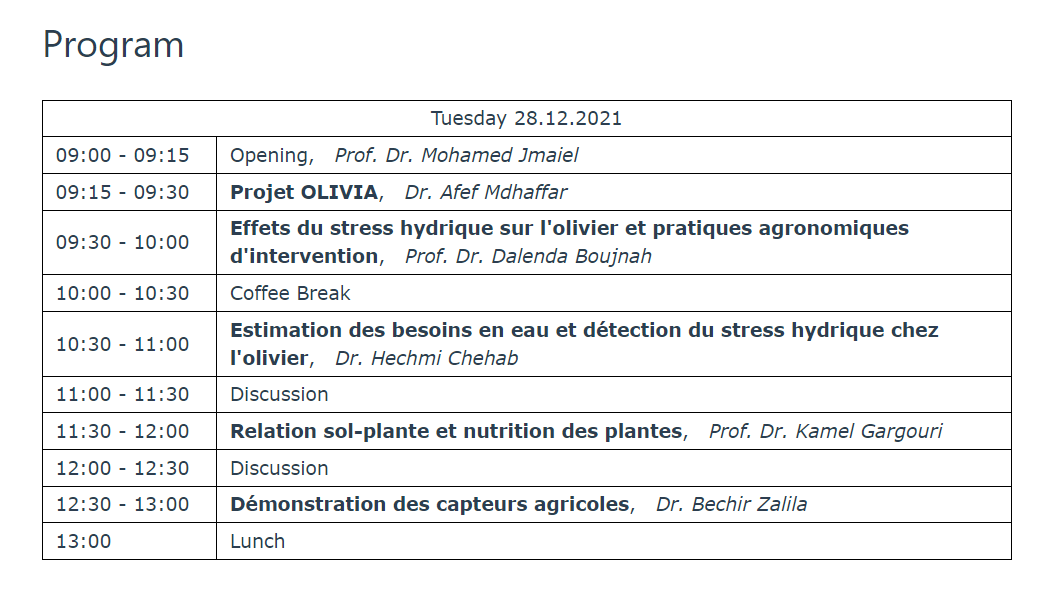 Program
Tuesday 28.12.2021
09:00 - 09:15 Opening, Prof. Dr. Mohamed Jmaiel
09:15 - 09:30 Projet OLIVIA, Dr. Afef Mdhaffar
09:30 - 10:00 Effets du stress hydrique sur l'olivier et pratiques agronomiques
d'intervention, Prof. Dr. Dalenda Boujnah
10:00 - 10:30 Coffee Break
10:30 - 11:00 Estimation des besoins en eau et détection du stress hydrique chez
l'olivier, Dr. Hechmi Chehab
11:00 - 11:30 Discussion
11:30 - 12:00 Relation sol-plante et nutrition des plantes, Prof. Dr. Kamel Gargouri
12:00 - 12:30 Discussion
12:30 - 13:00 Démonstration des capteurs agricoles, Dr. Bechir Zalila
13:00 Lunch